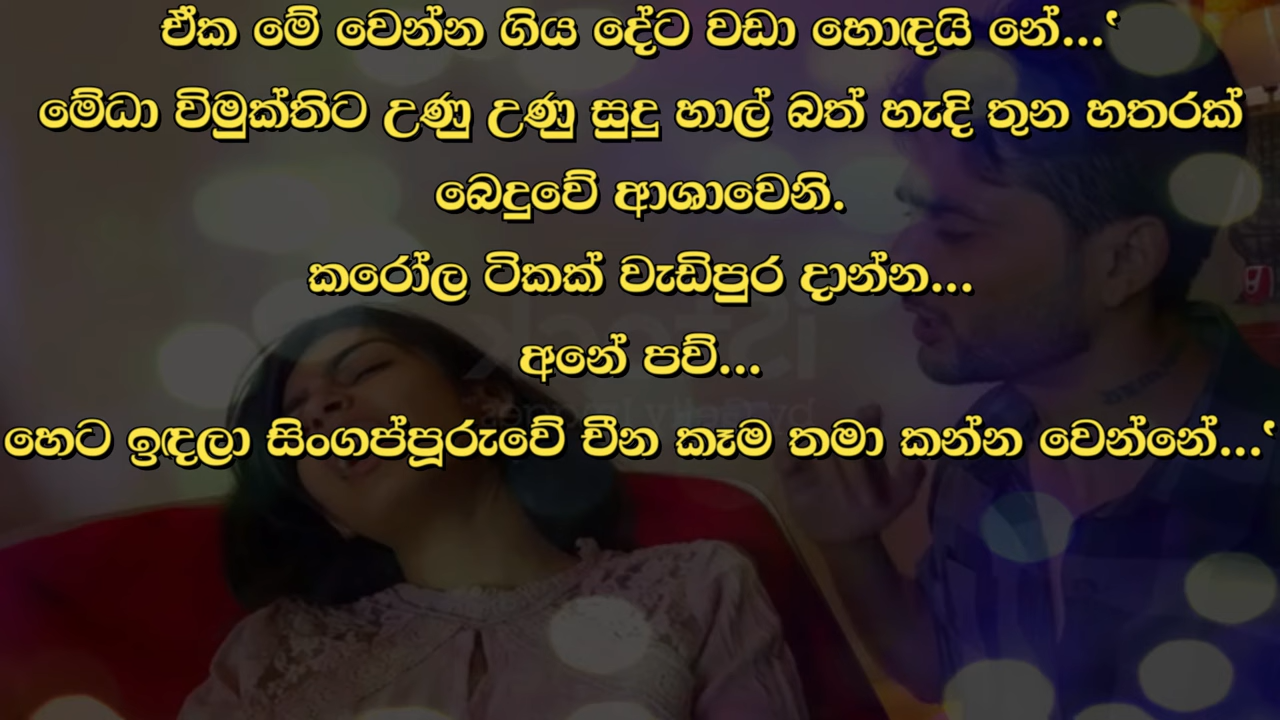 ඒක මේ වෙන්න ගිය දේට වඩා හොඳයි නේ...‛
මේධා විමුක්තිට උණු උණු සුදු හාල් බත් හැදි තුන හතරක්
බෙදුවේ ආශාවෙනි.
කරෝල ටිකක් වැඩිපුර දාන්න...
අනේ පව්...
හෙට ඉඳලා සිංගප්පූරුවේ චීන කෑම තමා කන්න වෙන්නේ...‛